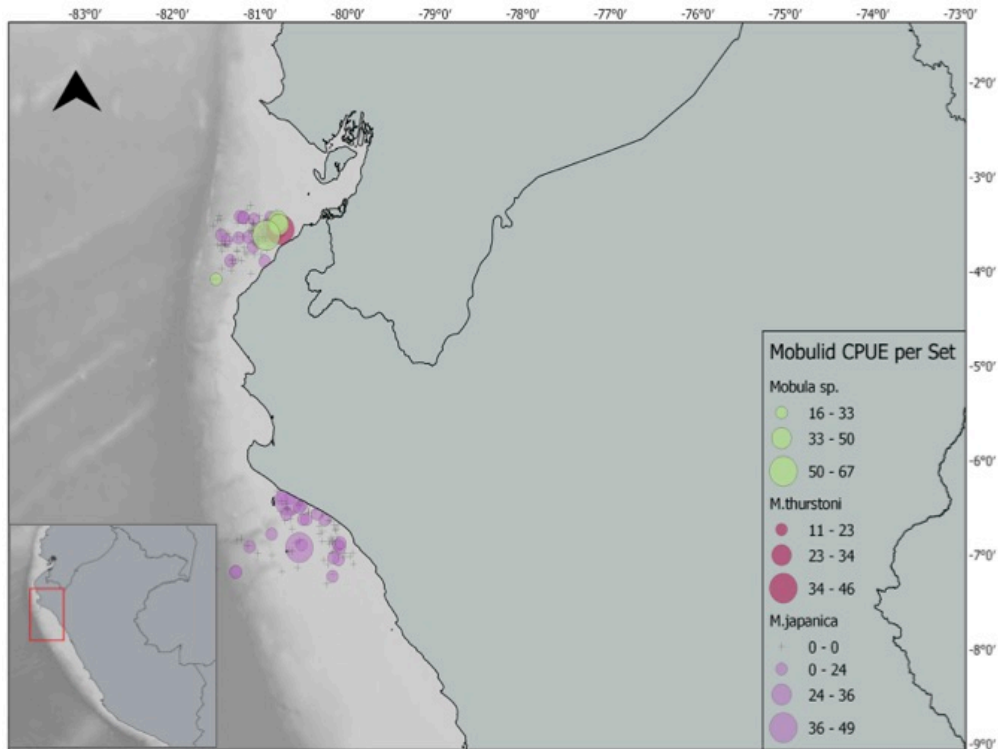 -83°0' -82°0' -81°0' -80°0' -79°0' -78°0' -77°0' -76°0' -75°0' -74°0' -73°0'
-2°0'
-3°0'
-4°0'
-5°0'
-6°0'
-7°0'
-8°0'
-9°0'
Mobulid CPUE per Set
Mobula sp.
16 - 33
33 - 50
50 - 67
M.thurstoni
11 - 23
23 - 34
34 - 46
M.japanica
0 - 0
0 - 24
24 - 36
36 - 49